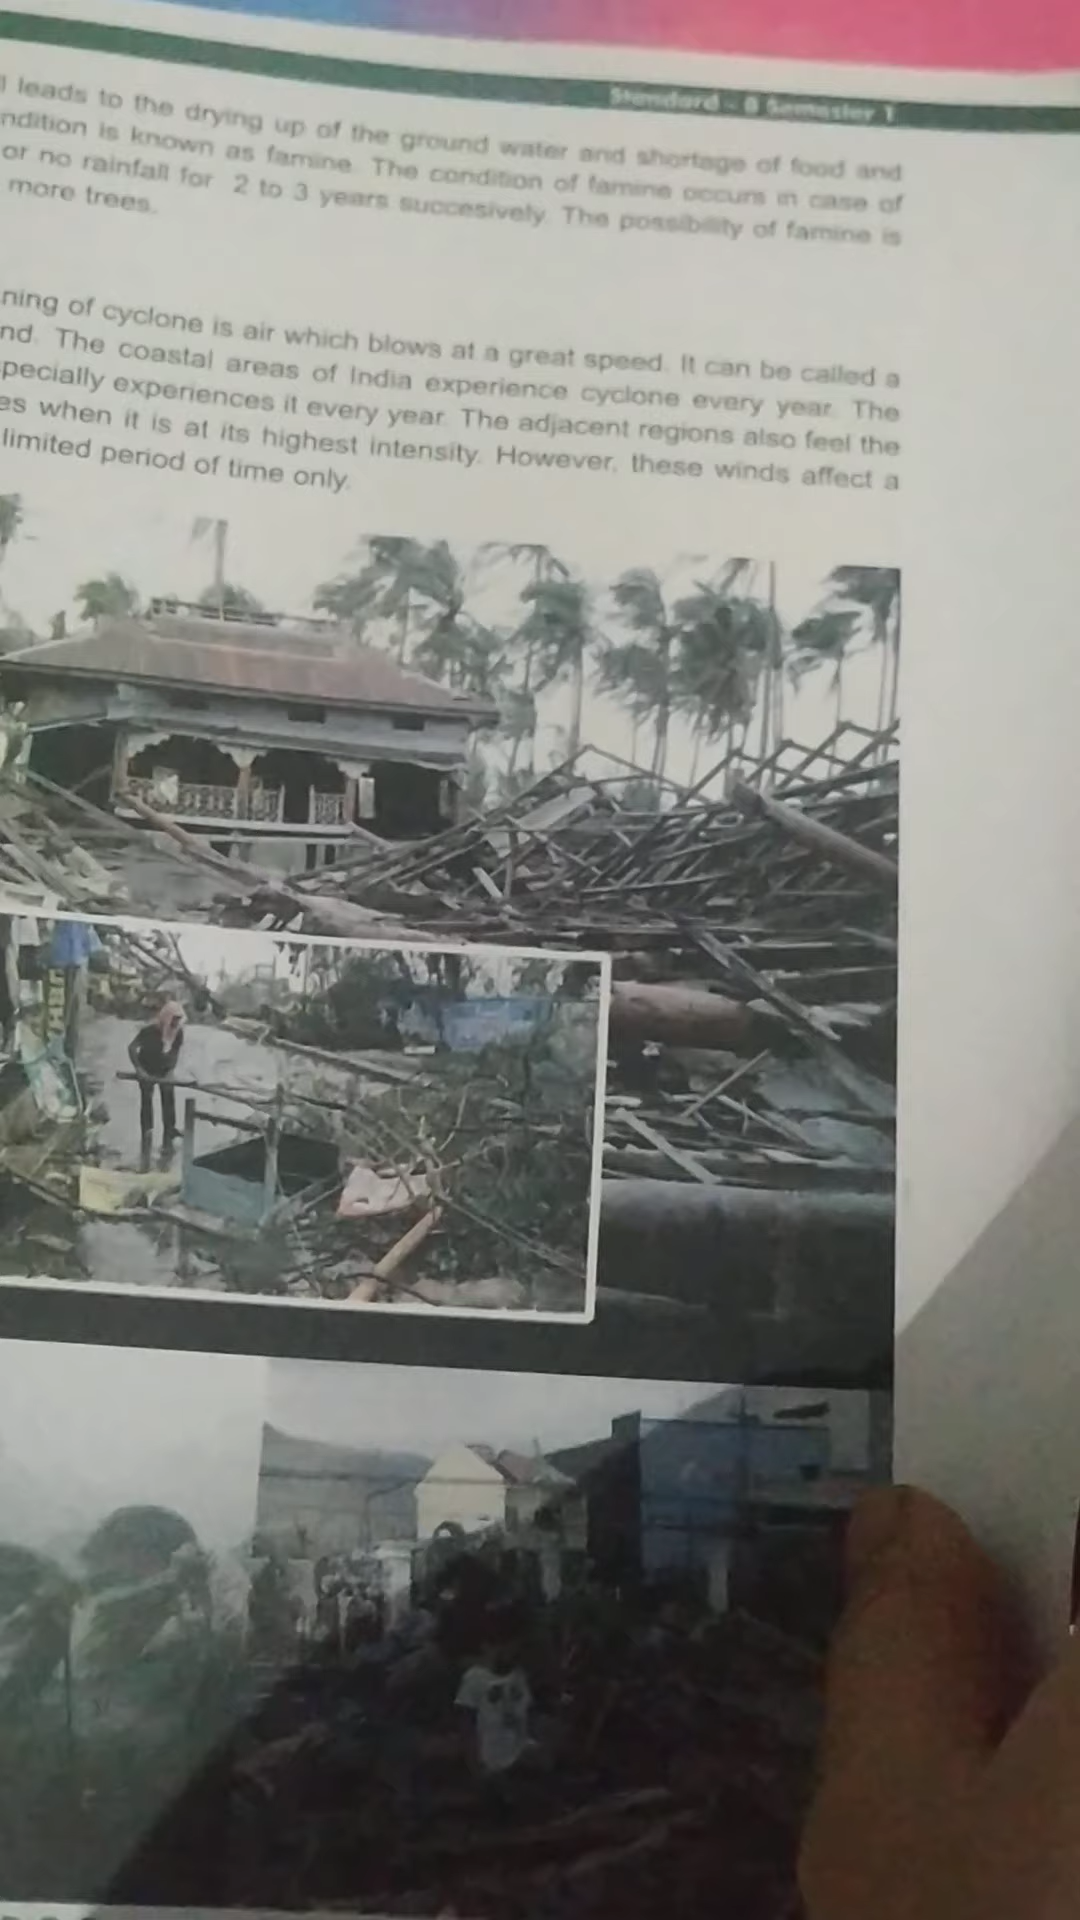 Standard - 8 Semester 1
l leads to the drying up of the ground water and shortage of food and
ndition is known as famine. The condition of famine occurs in case of
or no rainfall for 2 to 3 years succesively. The possibility of famine is
more trees.
ning of cyclone is air which blows at a great speed. It can be called a
nd. The coastal areas of India experience cyclone every year. The
specially experiences it every year. The adjacent regions also feel the
es when it is at its highest intensity. However, these winds affect a
limited period of time only.